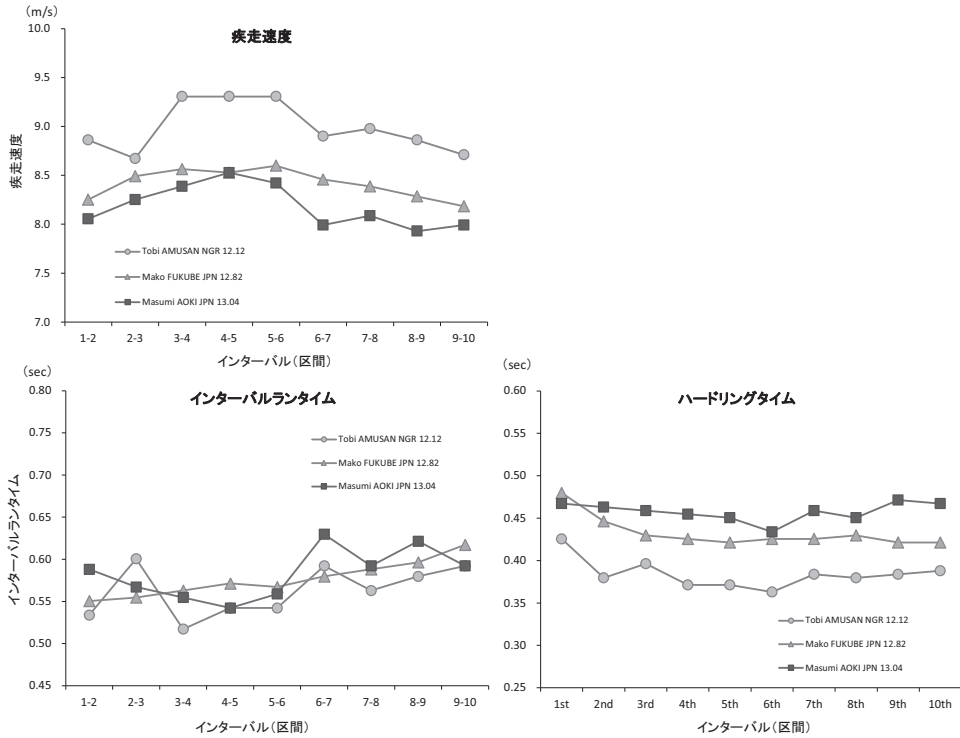 (m/s)
疾走速度
10.0
9.5
9.0
8.5
8.0
7.5
7.0
疾走速度
Tobi AMUSAN NGR 12.12
Mako FUKUBE JPN 12.82
Masumi AOKI JPN 13.04
1-2 2-3 3-4 4-5 5-6 6-7 7-8 8-9 9-10
インターバル(区間)
(sec)
インターバルランタイム
0.80
0.75
0.70
0.65
0.60
0.55
0.50
0.45
インターバルランタイム
Tobi AMUSAN NGR 12.12
Mako FUKUBE JPN 12.82
Masumi AOKI JPN 13.04
1-2 2-3 3-4 4-5 5-6 6-7 7-8 8-9 9-10
インターバル(区間)
(sec)
ハードリングタイム
0.60
0.55
0.50
0.45
0.40
0.35
0.30
0.25
Tobi AMUSAN NGR 12.12
Mako FUKUBE JPN 12.82
Masumi AOKI JPN 13.04
1st 2nd 3rd 4th 5th 6th 7th 8th 9th 10th
インターバル(区間)